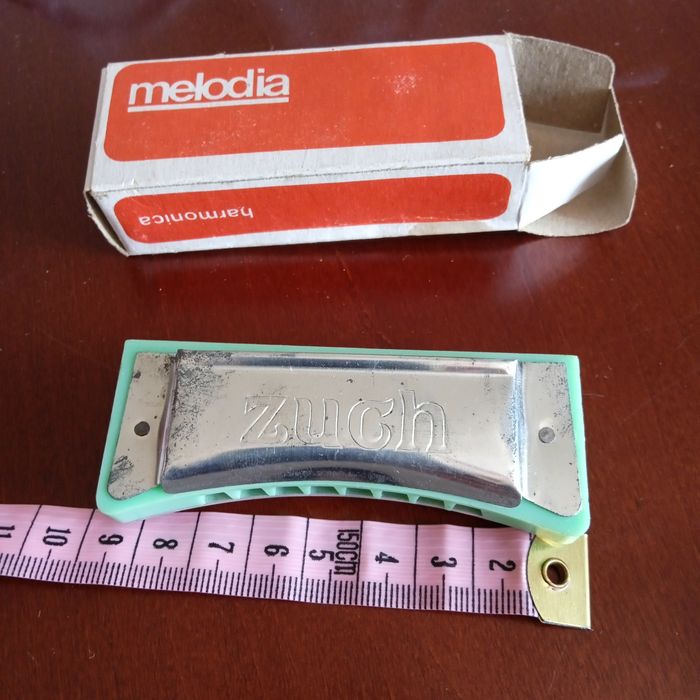 melodia
harmonica
zuch
11 10 9 8 7 6 5 150cm 4 3 2